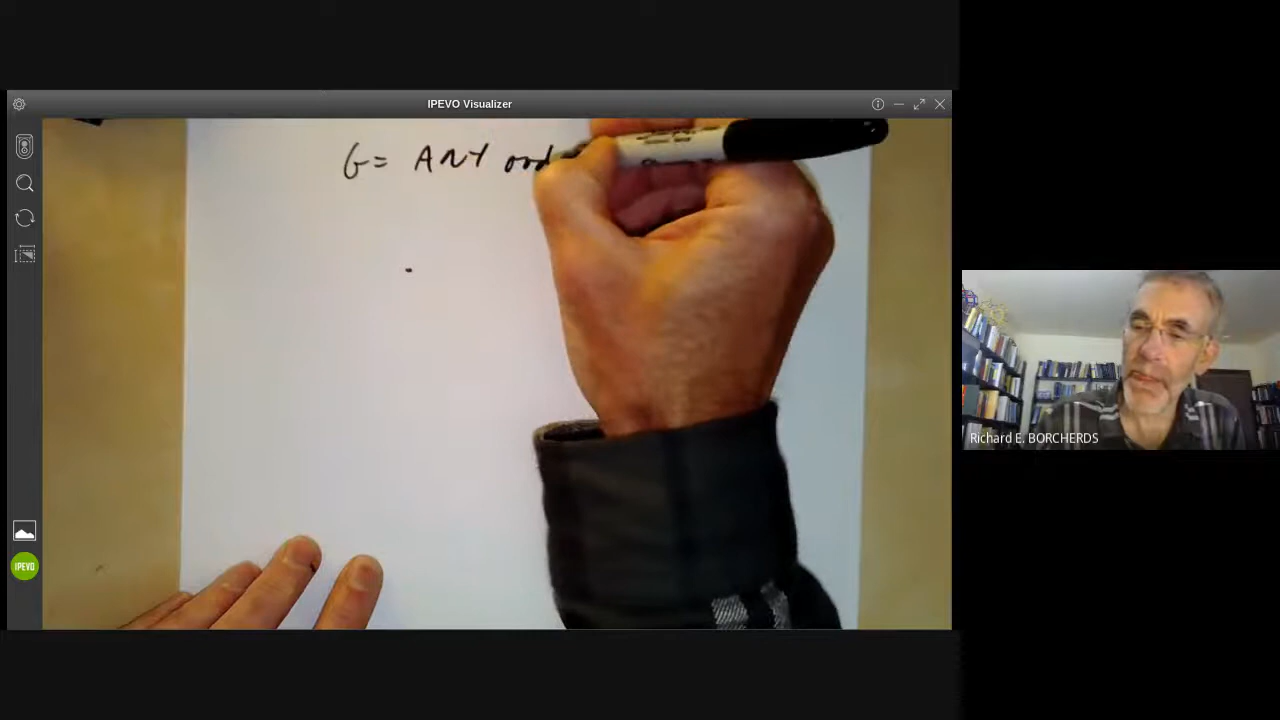 IPEVO Visualizer
G = ANY ord
Richard E. BORCHERDS
IPEVO